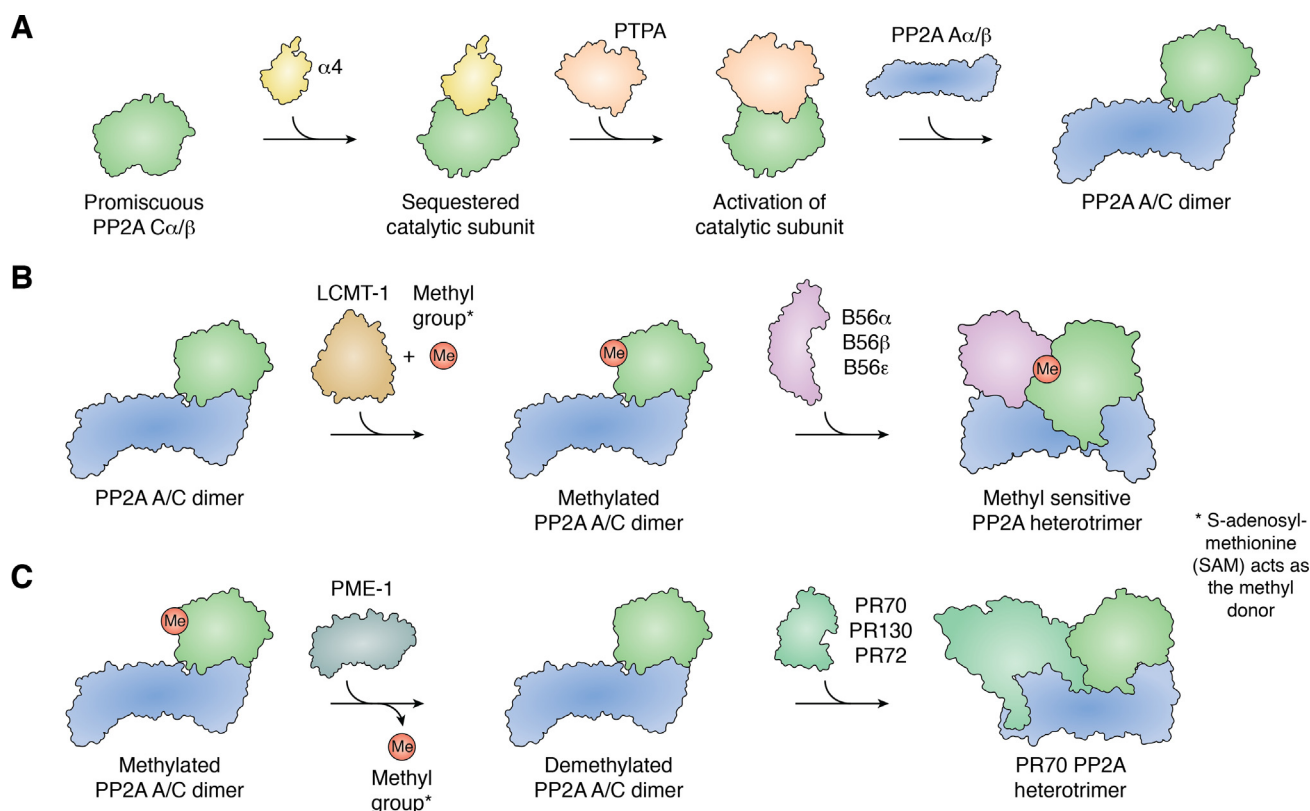 A
α4
PTPA
PP2A Aα/β
Promiscuous
PP2A Cα/β
Sequestered
catalytic subunit
Activation of
catalytic subunit
PP2A A/C dimer
B
LCMT-1
Methyl
group*
+
Me
Me
B56α
B56β
B56ε
Me
PP2A A/C dimer
Methylated
PP2A A/C dimer
Methyl sensitive
PP2A heterotrimer
* S-adenosyl-
methionine
(SAM) acts as
the methyl
donor
C
Me
PME-1
Me
Methyl
group*
PR70
PR130
PR72
Methylated
PP2A A/C dimer
Demethylated
PP2A A/C dimer
PR70 PP2A
heterotrimer